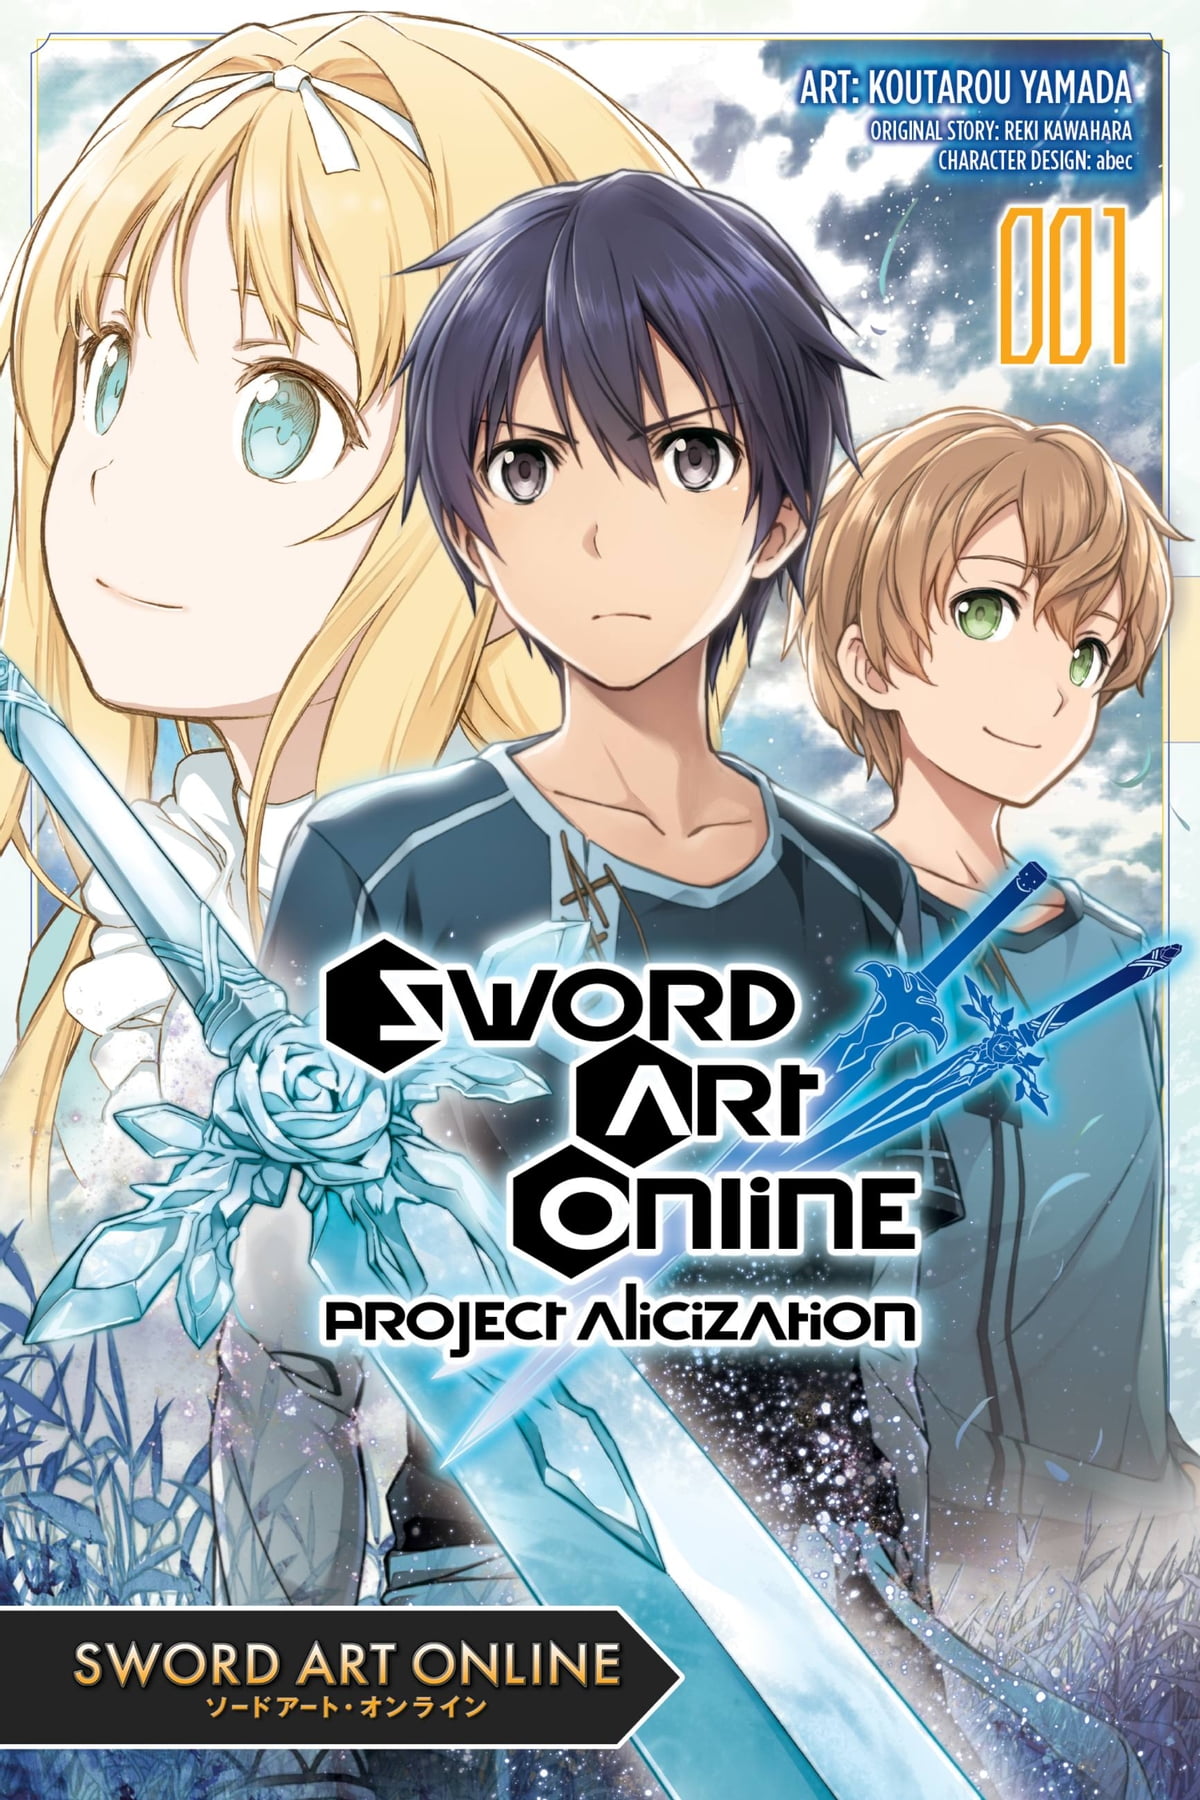 ART: KOUTAROU YAMADA
ORIGINAL STORY: REKI KAWAHARA
CHARACTER DESIGN: abec
001
SWORD
ART
ONLINE
PROJECT ALICIZATION
SWORD ART ONLINE
ソードアート・オンライン